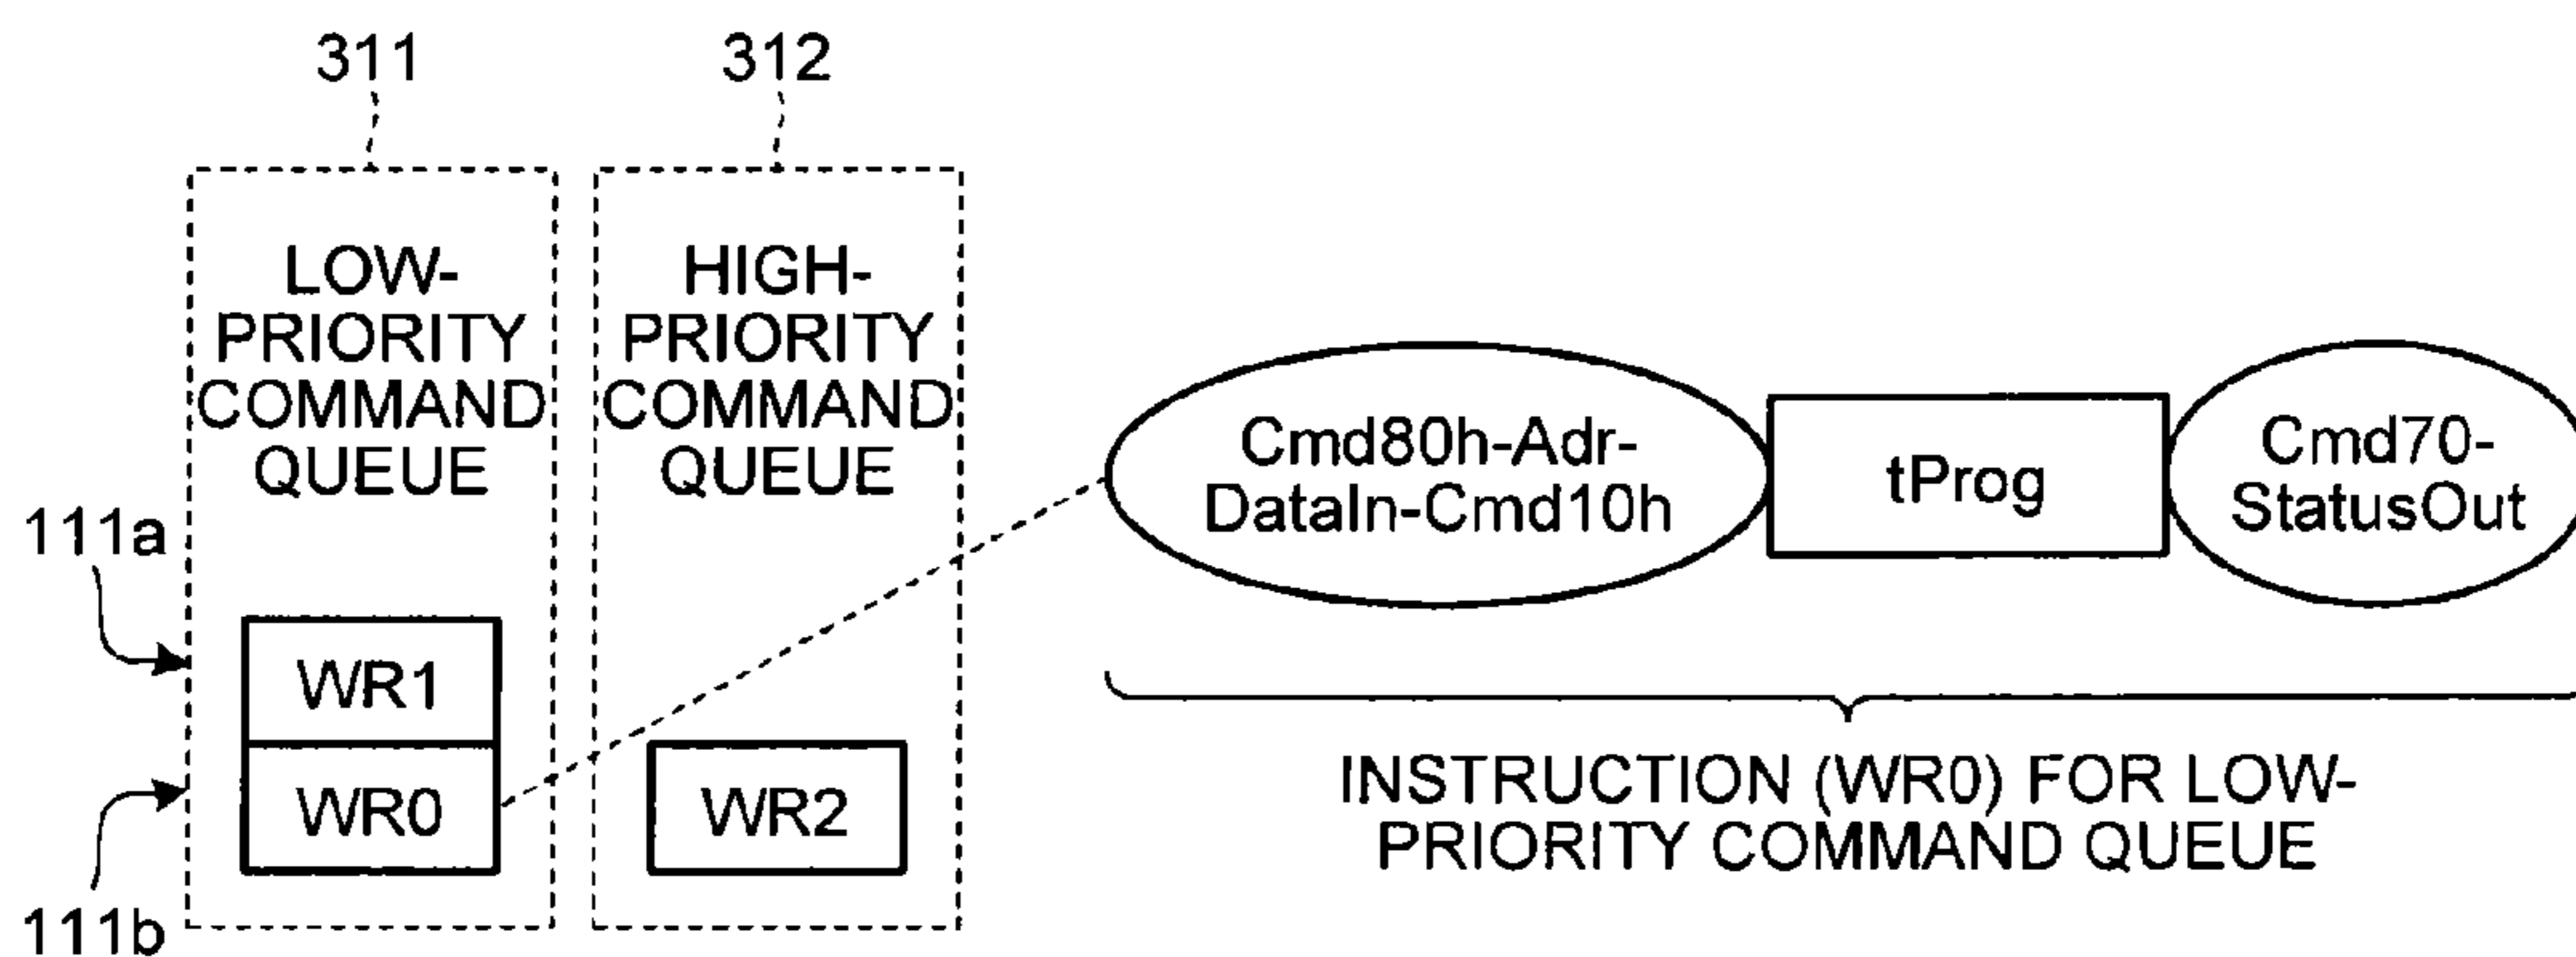 311
312
LOW-
PRIORITY
COMMAND
QUEUE
HIGH-
PRIORITY
COMMAND
QUEUE
111a
111b
WR1
WR0
WR2
Cmd80h-Adr-
DataIn-Cmd10h
tProg
Cmd70-
StatusOut
INSTRUCTION (WR0) FOR LOW-
PRIORITY COMMAND QUEUE